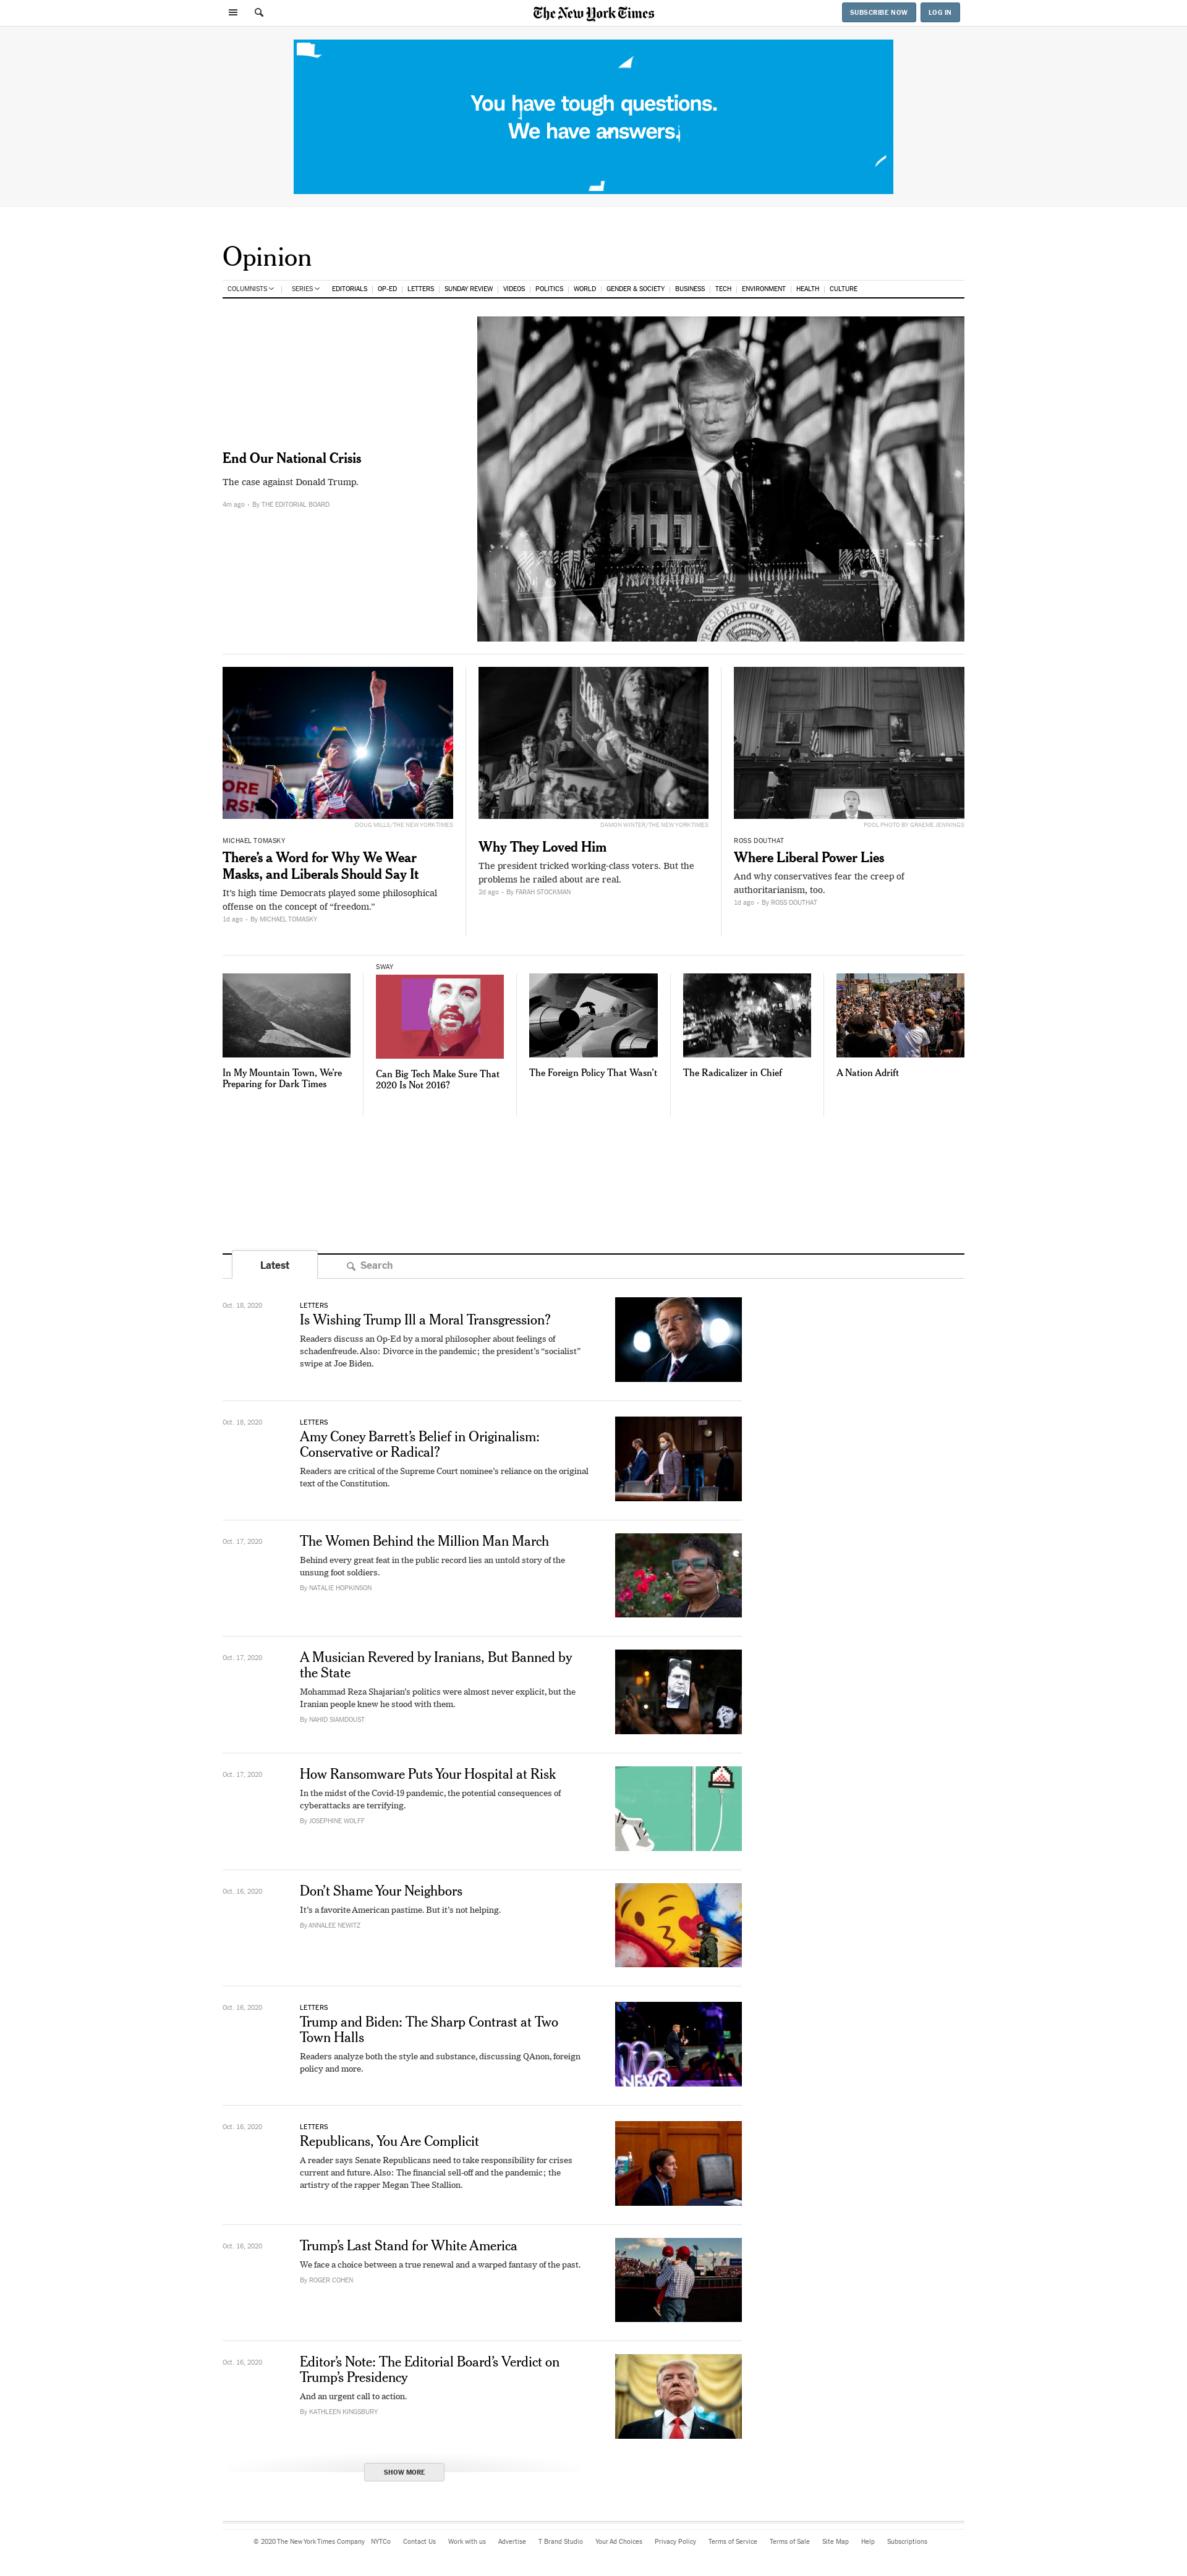 The New York Times
SUBSCRIBE NOW
LOG IN
You have tough questions.
We have answers.
Opinion
COLUMNISTS
SERIES
EDITORIALS
OP-ED
LETTERS
SUNDAY REVIEW
VIDEOS
POLITICS
WORLD
GENDER & SOCIETY
BUSINESS
TECH
ENVIRONMENT
HEALTH
CULTURE
End Our National Crisis
The case against Donald Trump.
4m ago • By THE EDITORIAL BOARD
DOUG MILLS/THE NEW YORK TIMES
MICHAEL TOMASKY
There’s a Word for Why We Wear
Masks, and Liberals Should Say It
It’s high time Democrats played some philosophical
offense on the concept of “freedom.”
1d ago • By MICHAEL TOMASKY
DAMON WINTER/THE NEW YORK TIMES
Why They Loved Him
The president tricked working-class voters. But the
problems he railed about are real.
2d ago • By FARAH STOCKMAN
POOL PHOTO BY GRAEME JENNINGS
ROSS DOUTHAT
Where Liberal Power Lies
And why conservatives fear the creep of
authoritarianism, too.
1d ago • By ROSS DOUTHAT
In My Mountain Town, We’re
Preparing for Dark Times
SWAY
Can Big Tech Make Sure That
2020 Is Not 2016?
The Foreign Policy That Wasn’t
The Radicalizer in Chief
A Nation Adrift
Latest
Search
Oct. 18, 2020
LETTERS
Is Wishing Trump Ill a Moral Transgression?
Readers discuss an Op-Ed by a moral philosopher about feelings of
schadenfreude. Also: Divorce in the pandemic; the president’s “socialist”
swipe at Joe Biden.
Oct. 18, 2020
LETTERS
Amy Coney Barrett’s Belief in Originalism:
Conservative or Radical?
Readers are critical of the Supreme Court nominee’s reliance on the original
text of the Constitution.
Oct. 17, 2020
The Women Behind the Million Man March
Behind every great feat in the public record lies an untold story of the
unsung foot soldiers.
By NATALIE HOPKINSON
Oct. 17, 2020
A Musician Revered by Iranians, But Banned by
the State
Mohammad Reza Shajarian’s politics were almost never explicit, but the
Iranian people knew he stood with them.
By NAHID SIAMDOUST
Oct. 17, 2020
How Ransomware Puts Your Hospital at Risk
In the midst of the Covid-19 pandemic, the potential consequences of
cyberattacks are terrifying.
By JOSEPHINE WOLFF
Oct. 16, 2020
Don’t Shame Your Neighbors
It’s a favorite American pastime. But it’s not helping.
By ANNALEE NEWITZ
Oct. 16, 2020
LETTERS
Trump and Biden: The Sharp Contrast at Two
Town Halls
Readers analyze both the style and substance, discussing QAnon, foreign
policy and more.
NEWS
Oct. 16, 2020
LETTERS
Republicans, You Are Complicit
A reader says Senate Republicans need to take responsibility for crises
current and future. Also: The financial sell-off and the pandemic; the
artistry of the rapper Megan Thee Stallion.
Oct. 16, 2020
Trump’s Last Stand for White America
We face a choice between a true renewal and a warped fantasy of the past.
By ROGER COHEN
Oct. 16, 2020
Editor’s Note: The Editorial Board’s Verdict on
Trump’s Presidency
And an urgent call to action.
By KATHLEEN KINGSBURY
SHOW MORE
© 2020 The New York Times Company
NYTCo
Contact Us
Work with us
Advertise
T Brand Studio
Your Ad Choices
Privacy Policy
Terms of Service
Terms of Sale
Site Map
Help
Subscriptions